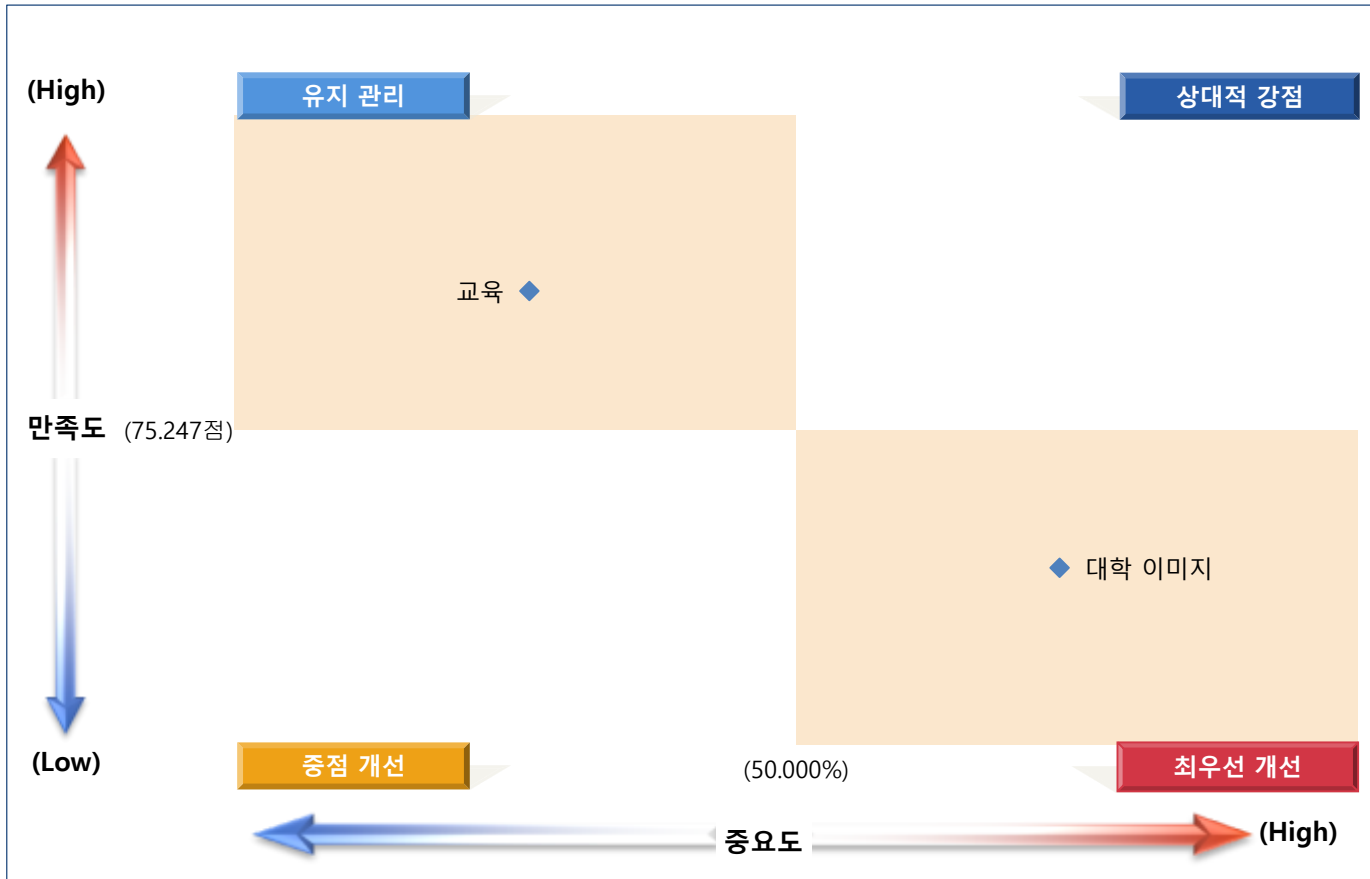 (High)
유지 관리
상대적 강점
교육
만족도 (75.247점)
대학 이미지
(Low)
중점 개선
(50.000%)
최우선 개선
중요도
(High)